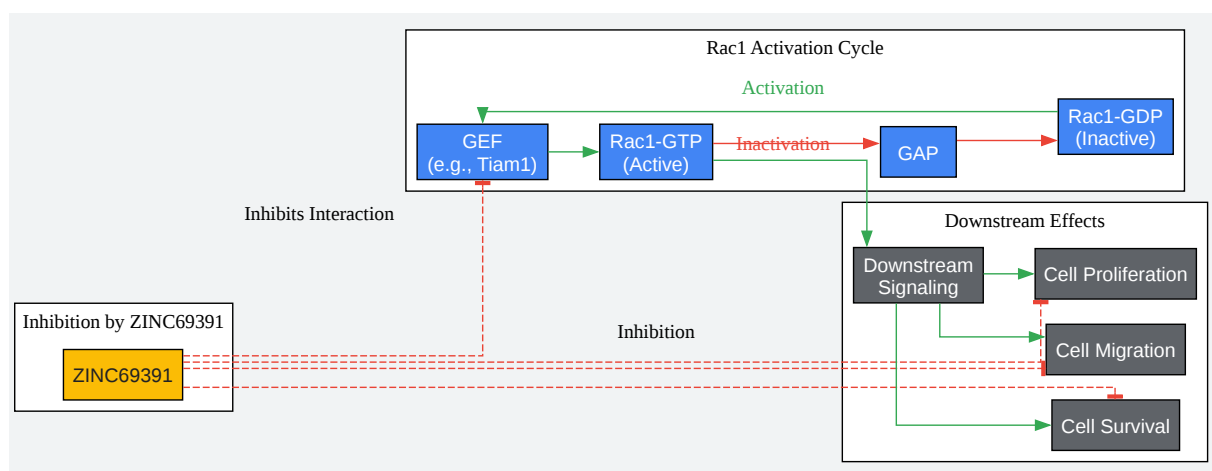 Rac1 Activation Cycle
Activation
GEF
(e.g., Tiam1)
Rac1-GTP
(Active)
Inactivation
GAP
Rac1-GDP
(Inactive)
Inhibits Interaction
Downstream Effects
Downstream
Signaling
Cell Proliferation
Inhibition by ZINC69391
ZINC69391
Inhibition
Cell Migration
Cell Survival